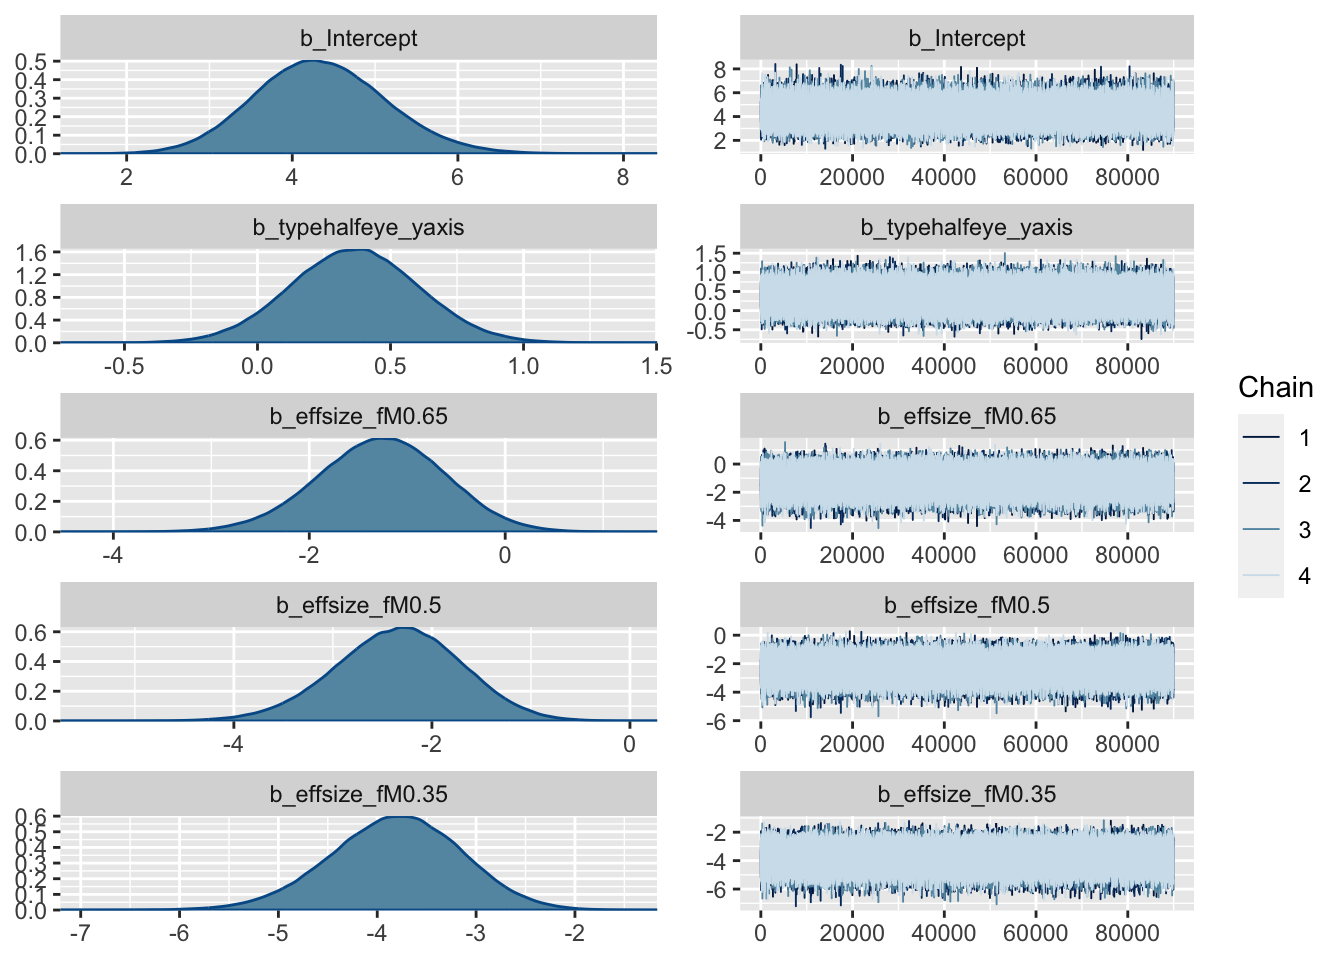 b_Intercept
0.5
0.4
0.3
0.2
0.1
0.0
2 4 6 8
b_Intercept
8
6
4
2
0 20000 40000 60000 80000
b_typehalfeye_yaxis
1.6
1.2
0.8
0.4
0.0
-0.5 0.0 0.5 1.0 1.5
b_typehalfeye_yaxis
1.5
1.0
0.5
0.0
-0.5
0 20000 40000 60000 80000
b_effsize_fM0.65
0.6
0.4
0.2
0.0
-4 -2 0
b_effsize_fM0.65
0
-2
-4
0 20000 40000 60000 80000
b_effsize_fM0.5
0.6
0.4
0.2
0.0
-4 -2 0
b_effsize_fM0.5
0
-2
-4
-6
0 20000 40000 60000 80000
b_effsize_fM0.35
0.6
0.5
0.4
0.3
0.2
0.1
0.0
-7 -6 -5 -4 -3 -2
b_effsize_fM0.35
-2
-4
-6
0 20000 40000 60000 80000
Chain
1
2
3
4